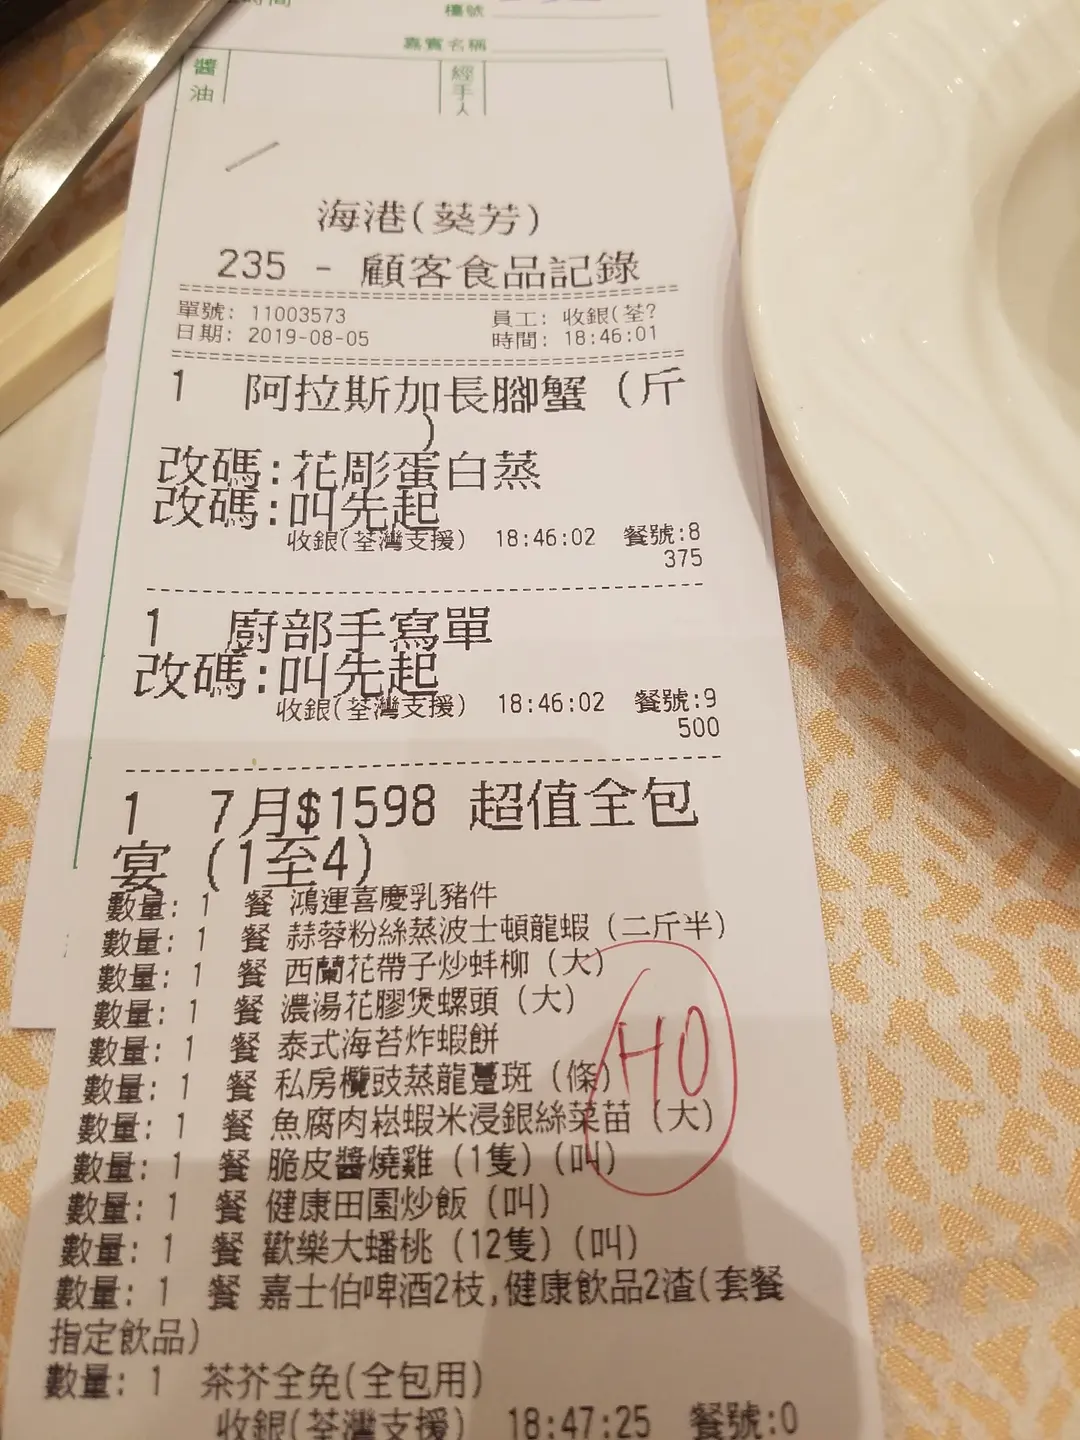 檯號
嘉賓名稱
醬油
經手人
海港(葵芳)
235 - 顧客食品記錄
單號: 11003573 員工: 收銀(荃?
日期: 2019-08-05 時間: 18:46:01
1 阿拉斯加長腳蟹 (斤
)
改碼:花彫蛋白蒸
改碼:叫先起
收銀(荃灣支援) 18:46:02 餐號:8
375
1 廚部手寫單
改碼:叫先起
收銀(荃灣支援) 18:46:02 餐號:9
500
1 7月$1598 超值全包
宴 (1至4)
數量: 1 餐 鴻運喜慶乳豬件
數量: 1 餐 蒜蓉粉絲蒸波士頓龍蝦 (二斤半)
數量: 1 餐 西蘭花帶子炒蚌柳 (大)
數量: 1 餐 濃湯花膠煲螺頭 (大)
數量: 1 餐 泰式海苔炸蝦餅
數量: 1 餐 私房欖豉蒸龍躉斑 (條)
HO
數量: 1 餐 魚腐肉崧蝦米浸銀絲菜苗 (大)
數量: 1 餐 脆皮醬燒雞 (1隻) (叫)
數量: 1 餐 健康田園炒飯 (叫)
數量: 1 餐 歡樂大蟠桃 (12隻) (叫)
數量: 1 餐 嘉士伯啤酒2枝,健康飲品2渣(套餐
指定飲品)
數量: 1 茶芥全免(全包用)
收銀(荃灣支援) 18:47:25 餐號:0